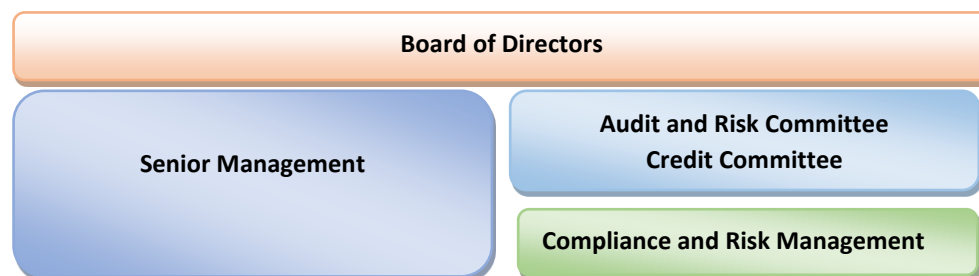 Board of Directors
Senior Management
Audit and Risk Committee
Credit Committee
Compliance and Risk Management